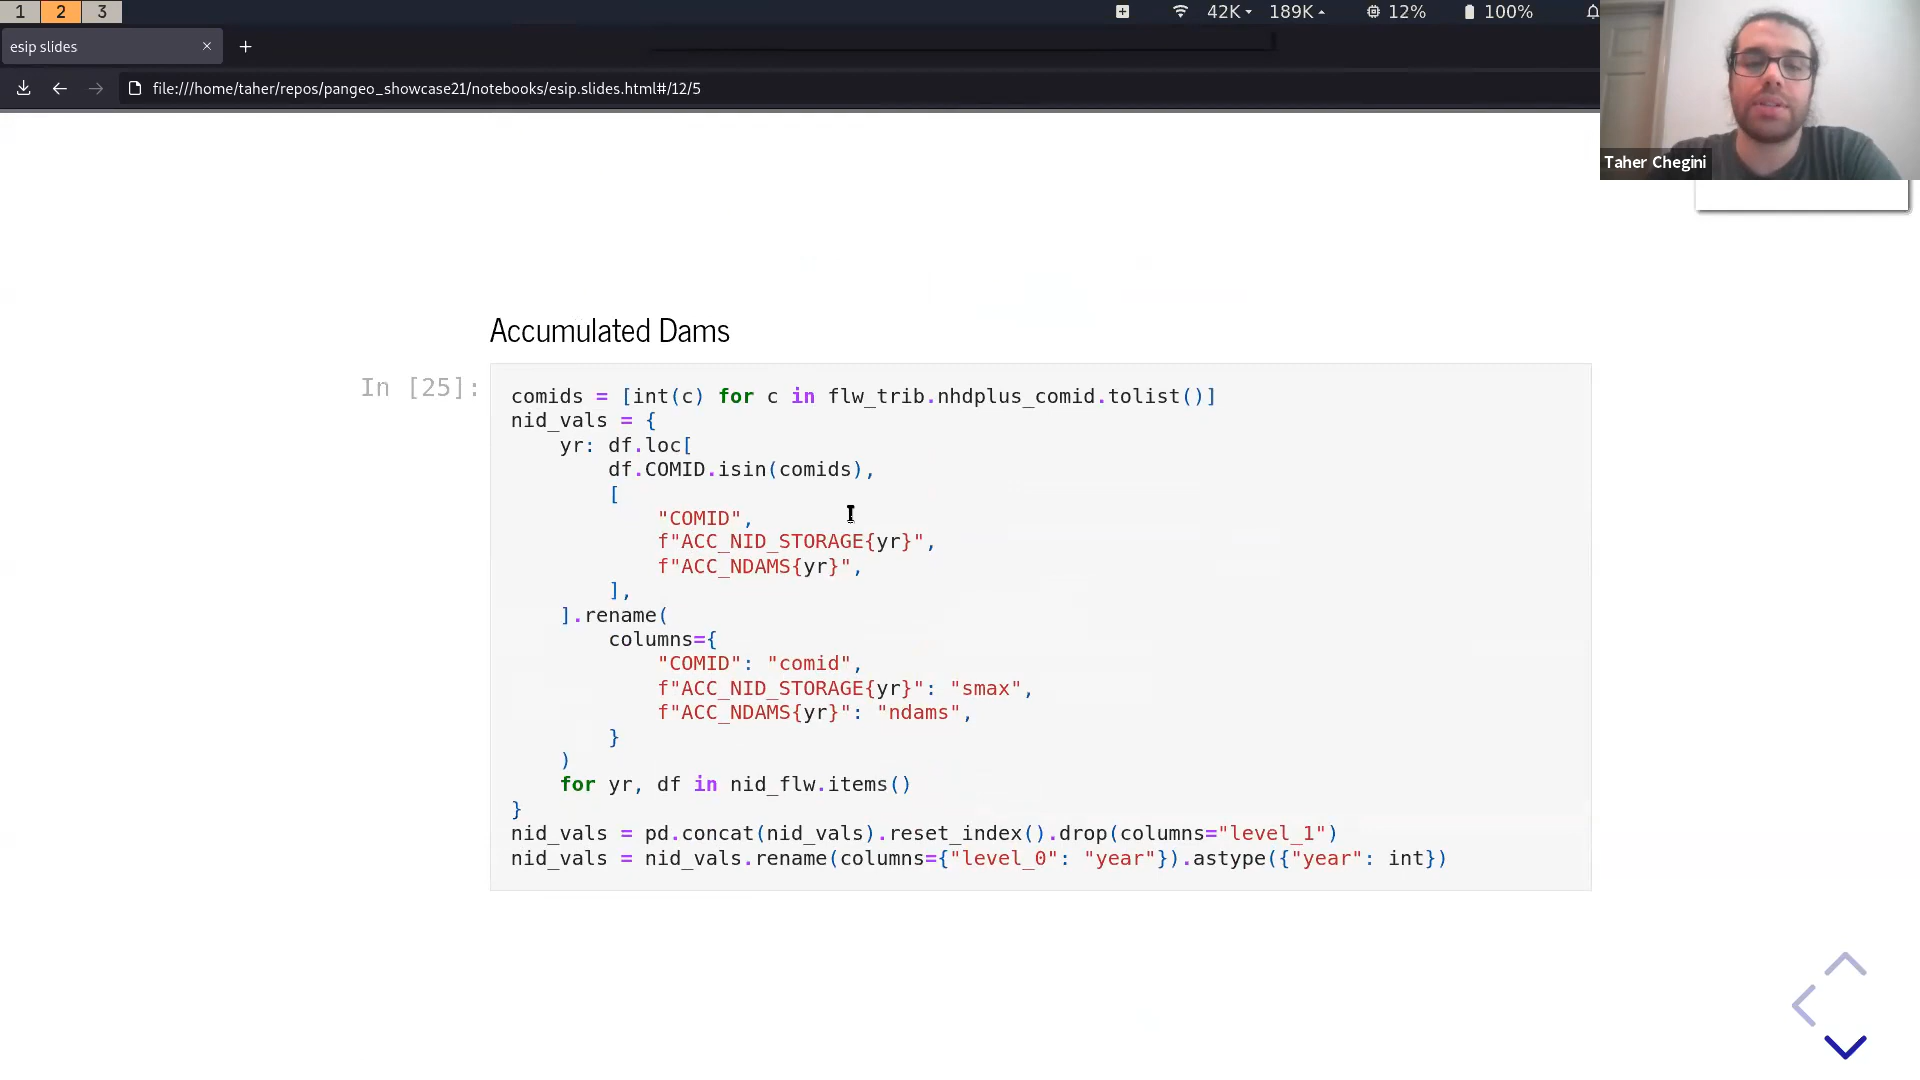 1 2 3 42K 189K 12% 100%
esip slides
file:///home/taher/repos/pangeo_showcase21/notebooks/esip.slides.html#/12/5
Taher Chegini
Accumulated Dams
In [25]:
comids = [int(c) for c in flw_trib.nhdplus_comid.tolist()]
nid_vals = {
    yr: df.loc[
        df.COMID.isin(comids),
        [
            "COMID",
            f"ACC_NID_STORAGE{yr}",
            f"ACC_NDAMS{yr}",
        ],
    ].rename(
        columns={
            "COMID": "comid",
            f"ACC_NID_STORAGE{yr}": "smax",
            f"ACC_NDAMS{yr}": "ndams",
        }
    )
    for yr, df in nid_flw.items()
}
nid_vals = pd.concat(nid_vals).reset_index().drop(columns="level_1")
nid_vals = nid_vals.rename(columns={"level_0": "year"}).astype({"year": int})